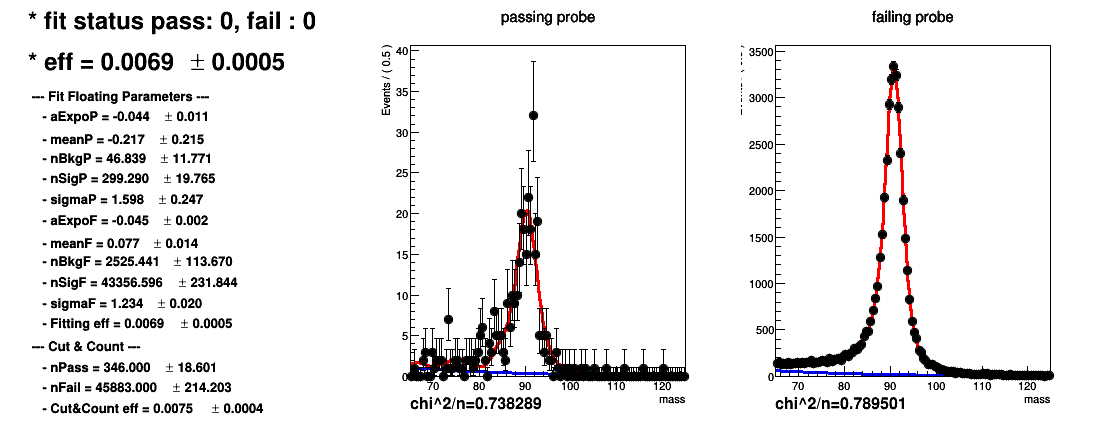 * fit status pass: 0, fail : 0
* eff = 0.0069 ± 0.0005
--- Fit Floating Parameters ---
- aExpoP = -0.044 ± 0.011
- meanP = -0.217 ± 0.215
- nBkgP = 46.839 ± 11.771
- nSigP = 299.290 ± 19.765
- sigmaP = 1.598 ± 0.247
- aExpoF = -0.045 ± 0.002
- meanF = 0.077 ± 0.014
- nBkgF = 2525.441 ± 113.670
- nSigF = 43356.596 ± 231.844
- sigmaF = 1.234 ± 0.020
- Fitting eff = 0.0069 ± 0.0005
--- Cut & Count ---
- nPass = 346.000 ± 18.601
- nFail = 45883.000 ± 214.203
- Cut&Count eff = 0.0075 ± 0.0004
passing probe
Events / ( 0.5 )
40
35
30
25
20
15
10
5
0
70 80 90 100 110 120
mass
chi^2/n=0.738289
failing probe
3500
3000
2500
2000
1500
1000
500
0
70 80 90 100 110 120
mass
chi^2/n=0.789501